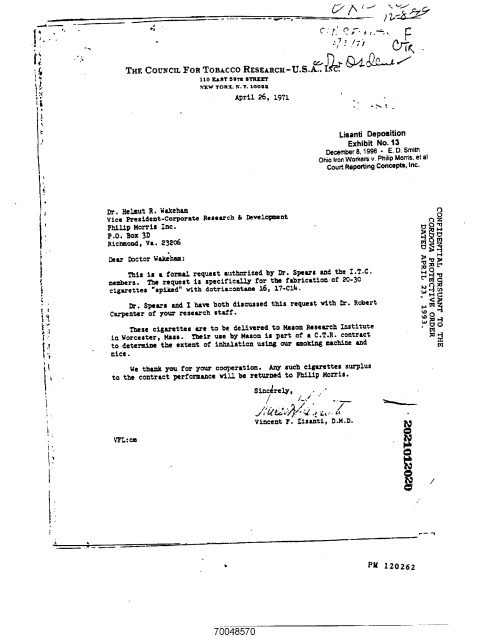 12-8-98
F
CTR
Dr Osdene
THE COUNCIL FOR TOBACCO RESEARCH-U.S.A., INC.
110 EAST 59TH STREET
NEW YORK, N. Y. 10022
April 26, 1971
Lisanti Deposition
Exhibit No. 13
December 8, 1998 - E. D. Smith
Ohio Iron Workers v. Philip Morris, et al
Court Reporting Concepts, Inc.
Dr. Helmut R. Wakeham
Vice President-Corporate Research & Development
Philip Morris Inc.
P.O. Box 3D
Richmond, Va. 23206
Dear Doctor Wakeham:
This is a formal request authorized by Dr. Spears and the I.T.C.
members. The request is specifically for the fabrication of 20-30
cigarettes "spiked" with dotriacontane 16, 17-C14.
Dr. Spears and I have both discussed this request with Dr. Robert
Carpenter of your research staff.
These cigarettes are to be delivered to Mason Research Institute
in Worcester, Mass. Their use by Mason is part of a C.T.R. contract
to determine the extent of inhalation using our smoking machine and
mice.
We thank you for your cooperation. Any such cigarettes surplus
to the contract performance will be returned to Philip Morris.
Sincerely,
Vincent F. Lisanti, D.M.D.
VFL:cm
CONFIDENTIAL PURSUANT TO THE
CORDOVA PROTECTIVE ORDER
DATED APRIL 23, 1993.
2021012020
PM 120262
70048570